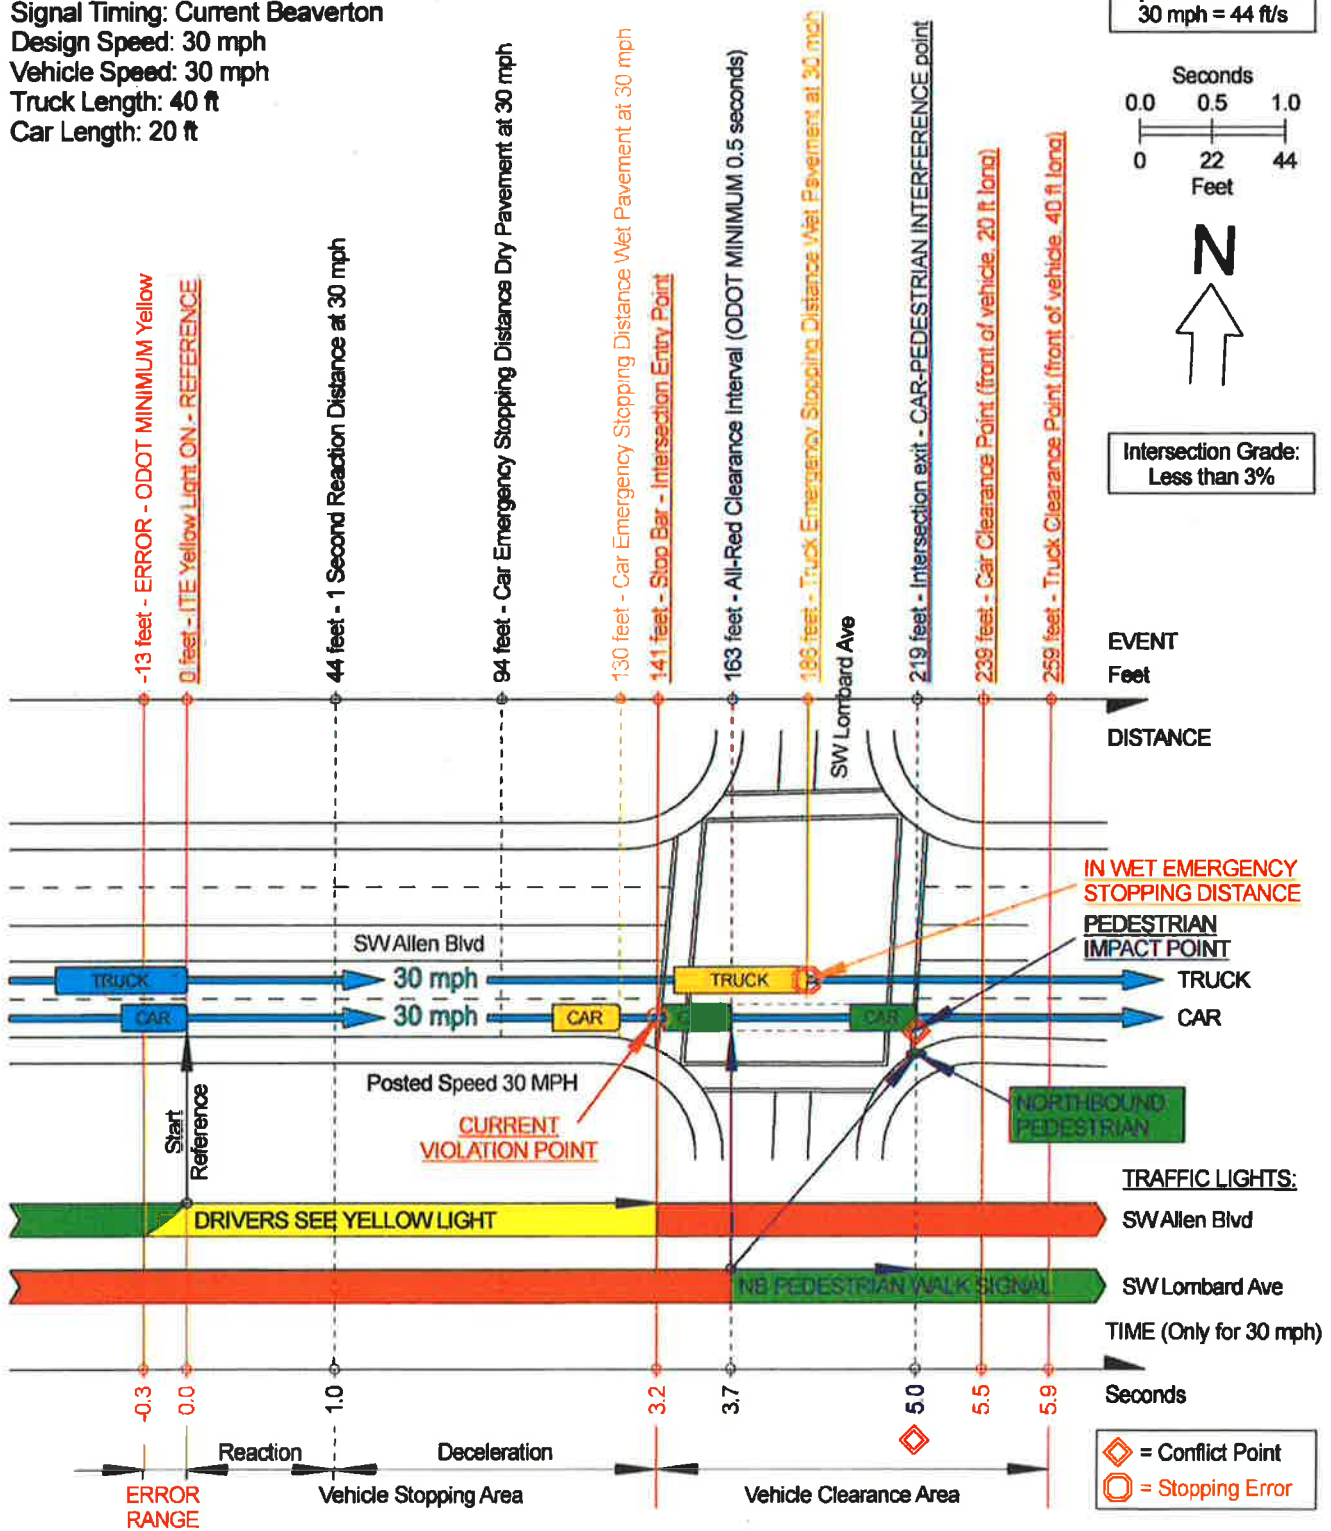 Signal Timing: Current Beaverton
Design Speed: 30 mph
Vehicle Speed: 30 mph
Truck Length: 40 ft
Car Length: 20 ft
30 mph = 44 ft/s
Seconds
0.0 0.5 1.0
0 22 44
Feet
N
Intersection Grade:
Less than 3%
-13 feet - ERROR - ODOT MINIMUM Yellow
0 feet - ITE Yellow Light ON - REFERENCE
44 feet - 1 Second Reaction Distance at 30 mph
94 feet - Car Emergency Stopping Distance Dry Pavement at 30 mph
130 feet - Car Emergency Stopping Distance Wet Pavement at 30 mph
141 feet - Stop Bar - Intersection Entry Point
163 feet - All-Red Clearance Interval (ODOT MINIMUM 0.5 seconds)
186 feet - Truck Emergency Stopping Distance Wet Pavement at 30 mph
219 feet - Intersection exit - CAR-PEDESTRIAN INTERFERENCE point
239 feet - Car Clearance Point (front of vehicle, 20 ft long)
259 feet - Truck Clearance Point (front of vehicle, 40 ft long)
EVENT
Feet
DISTANCE
SW Lombard Ave
IN WET EMERGENCY
STOPPING DISTANCE
PEDESTRIAN
IMPACT POINT
SW Allen Blvd
TRUCK 30 mph TRUCK TRUCK
CAR 30 mph CAR C CAR CAR
Start
Reference
Posted Speed 30 MPH
CURRENT
VIOLATION POINT
NORTHBOUND
PEDESTRIAN
TRAFFIC LIGHTS:
DRIVERS SEE YELLOW LIGHT SW Allen Blvd
NB PEDESTRIAN WALK SIGNAL SW Lombard Ave
TIME (Only for 30 mph)
-0.3 0.0 1.0 3.2 3.7 5.0 5.5 5.9 Seconds
Reaction Deceleration
ERROR
RANGE
Vehicle Stopping Area Vehicle Clearance Area
= Conflict Point
= Stopping Error